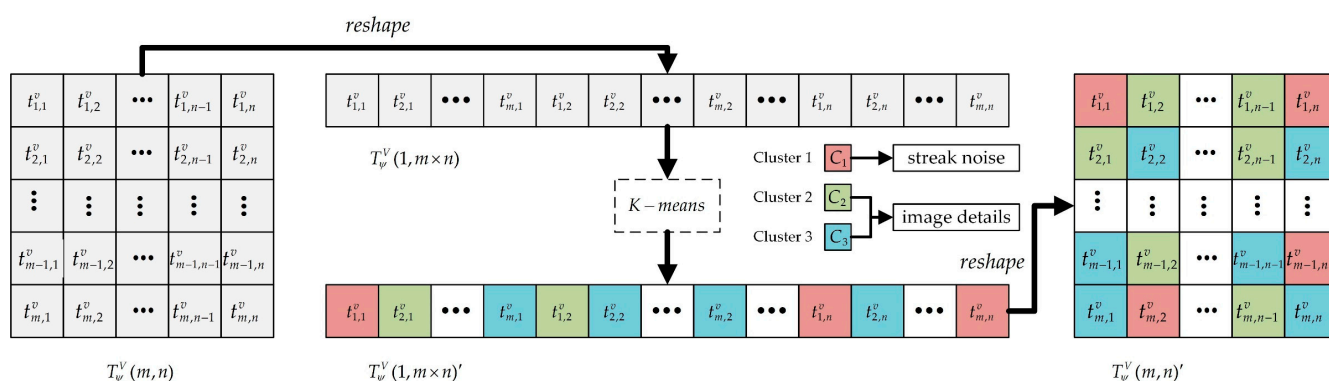 reshape
t^v_{1,1} t^v_{1,2} ••• t^v_{1,n−1} t^v_{1,n}
t^v_{2,1} t^v_{2,2} ••• t^v_{2,n−1} t^v_{2,n}
••• ••• ••• ••• •••
t^v_{m−1,1} t^v_{m−1,2} ••• t^v_{m−1,n−1} t^v_{m−1,n}
t^v_{m,1} t^v_{m,2} ••• t^v_{m,n−1} t^v_{m,n}
T^V_ψ(m,n)
t^v_{1,1} t^v_{2,1} ••• t^v_{m,1} t^v_{1,2} t^v_{2,2} ••• t^v_{m,2} ••• t^v_{1,n} t^v_{2,n} ••• t^v_{m,n}
T^V_ψ(1,m×n)
K−means
Cluster 1 C_1 streak noise
Cluster 2 C_2
image details
Cluster 3 C_3
reshape
t^v_{1,1} t^v_{2,1} ••• t^v_{m,1} t^v_{1,2} t^v_{2,2} ••• t^v_{m,2} ••• t^v_{1,n} t^v_{2,n} ••• t^v_{m,n}
T^V_ψ(1,m×n)'
t^v_{1,1} t^v_{1,2} ••• t^v_{1,n−1} t^v_{1,n}
t^v_{2,1} t^v_{2,2} ••• t^v_{2,n−1} t^v_{2,n}
••• ••• ••• ••• •••
t^v_{m−1,1} t^v_{m−1,2} ••• t^v_{m−1,n−1} t^v_{m−1,n}
t^v_{m,1} t^v_{m,2} ••• t^v_{m,n−1} t^v_{m,n}
T^V_ψ(m,n)'